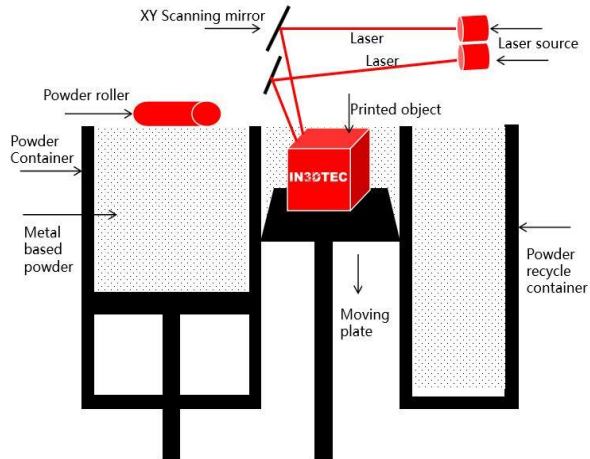 XY Scanning mirror
Laser
Laser
Laser source
Powder roller
Printed object
Powder
Container
IN3DTEC
Metal
based
powder
Moving
plate
Powder
recycle
container